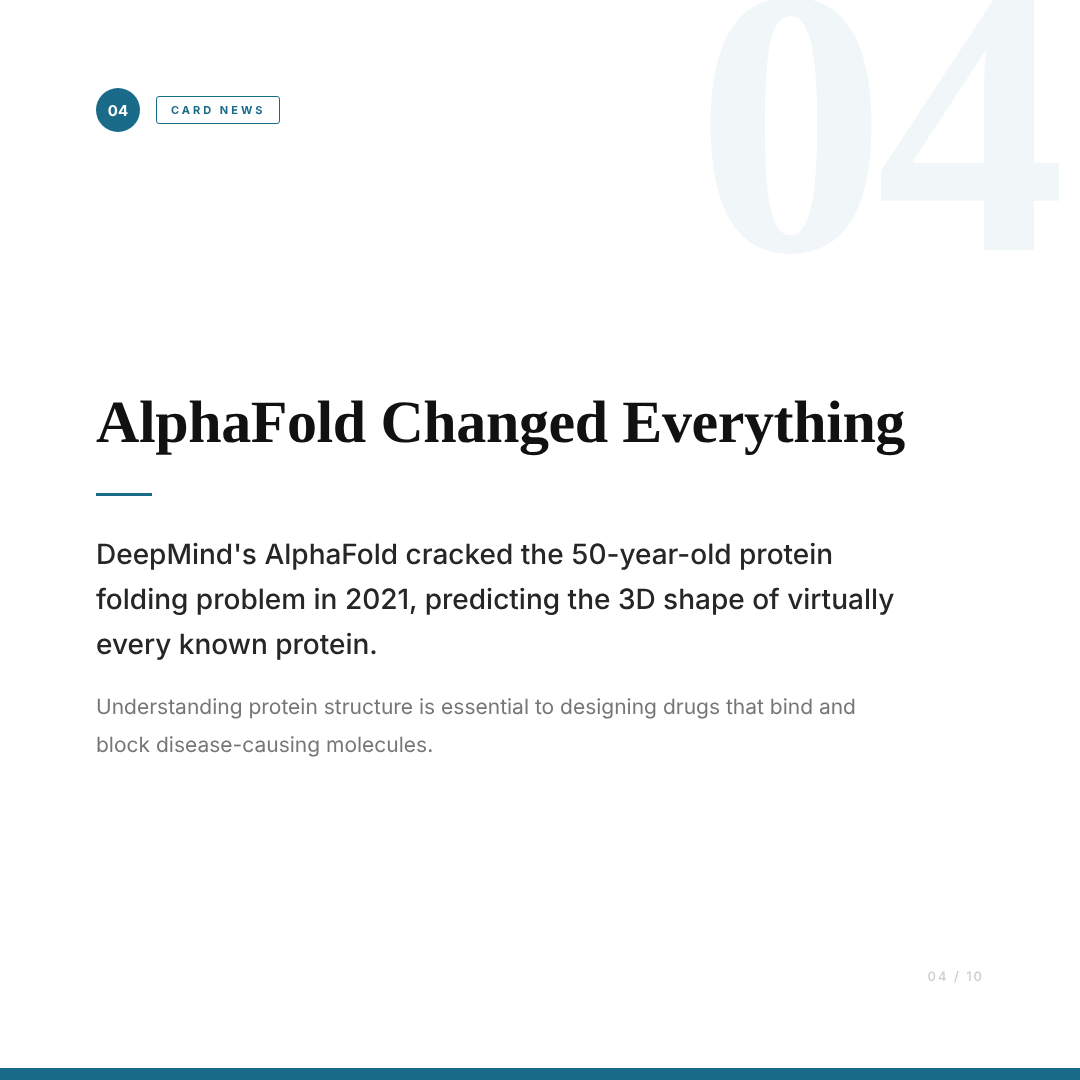 04
04
CARD NEWS
AlphaFold Changed Everything
DeepMind's AlphaFold cracked the 50-year-old protein
folding problem in 2021, predicting the 3D shape of virtually
every known protein.
Understanding protein structure is essential to designing drugs that bind and
block disease-causing molecules.
04 / 10